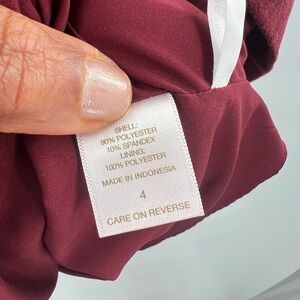 SHELL:
90% POLYESTER
10% SPANDEX
LINING:
100% POLYESTER
MADE IN INDONESIA
4
CARE ON REVERSE